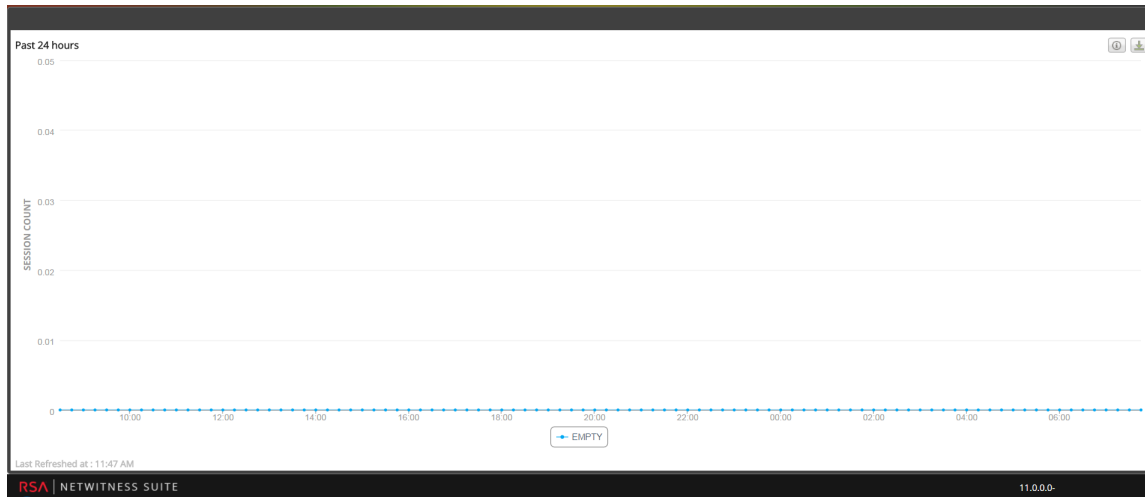 Past 24 hours
0.05
0.04
0.03
0.02
0.01
0
SESSION COUNT
10:00 12:00 14:00 16:00 18:00 20:00 22:00 00:00 02:00 04:00 06:00
EMPTY
Last Refreshed at : 11:47 AM
RSA | NETWITNESS SUITE 11.0.0.0-